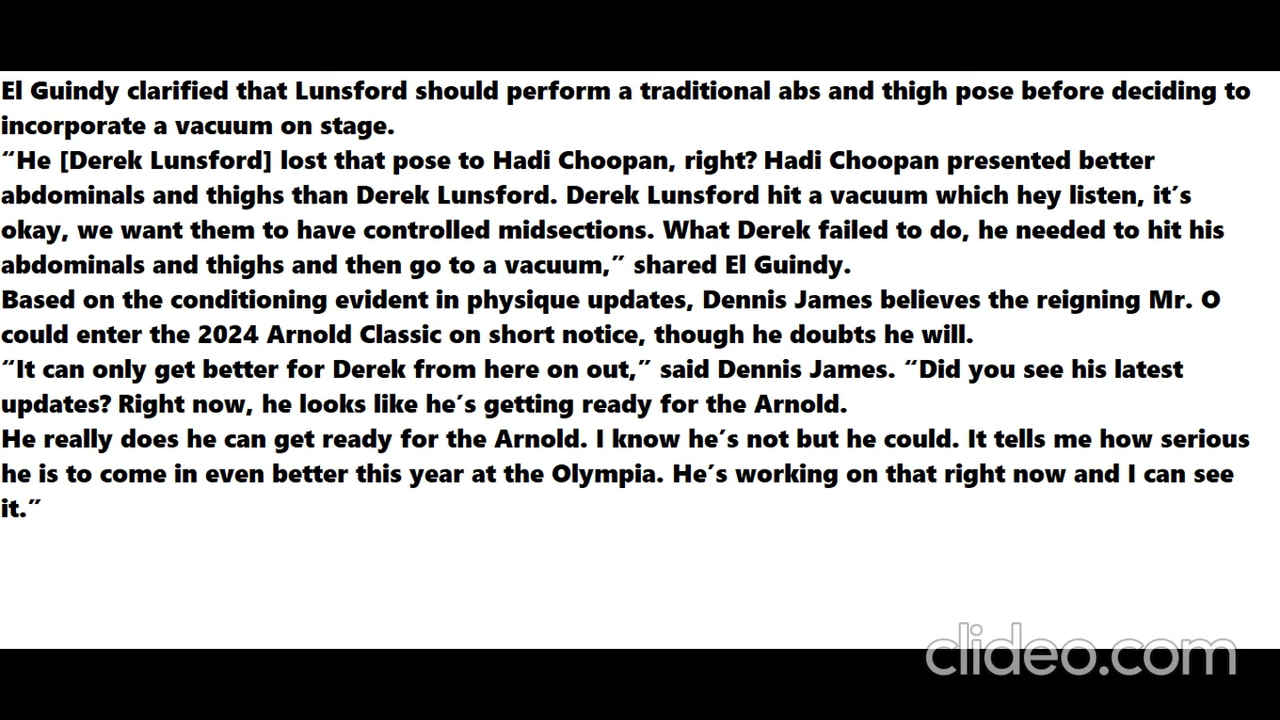 El Guindy clarified that Lunsford should perform a traditional abs and thigh pose before deciding to
incorporate a vacuum on stage.
“He [Derek Lunsford] lost that pose to Hadi Choopan, right? Hadi Choopan presented better
abdominals and thighs than Derek Lunsford. Derek Lunsford hit a vacuum which hey listen, it’s
okay, we want them to have controlled midsections. What Derek failed to do, he needed to hit his
abdominals and thighs and then go to a vacuum,” shared El Guindy.
Based on the conditioning evident in physique updates, Dennis James believes the reigning Mr. O
could enter the 2024 Arnold Classic on short notice, though he doubts he will.
“It can only get better for Derek from here on out,” said Dennis James. “Did you see his latest
updates? Right now, he looks like he’s getting ready for the Arnold.
He really does he can get ready for the Arnold. I know he’s not but he could. It tells me how serious
he is to come in even better this year at the Olympia. He’s working on that right now and I can see
it.”
clideo.com